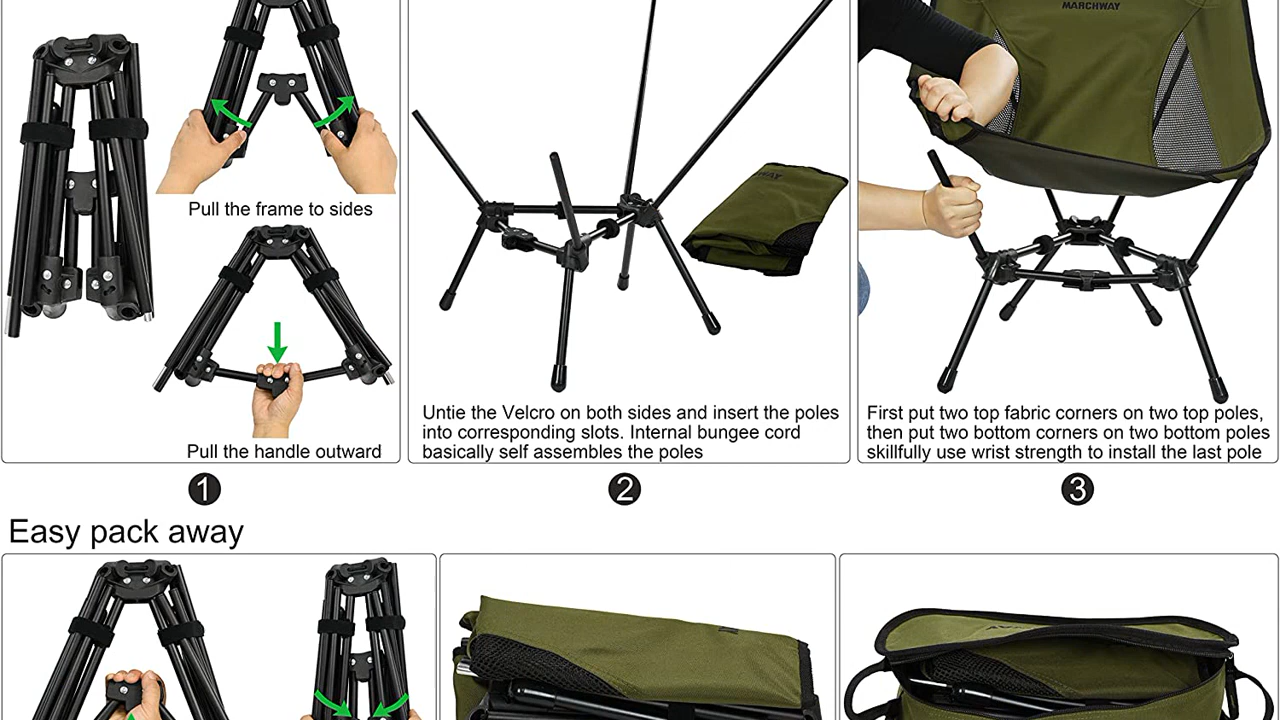 MARCHWAY
Pull the frame to sides
Pull the handle outward
Untie the Velcro on both sides and insert the poles
into corresponding slots. Internal bungee cord
basically self assembles the poles
First put two top fabric corners on two top poles,
then put two bottom corners on two bottom poles
skillfully use wrist strength to install the last pole
1
2
3
Easy pack away